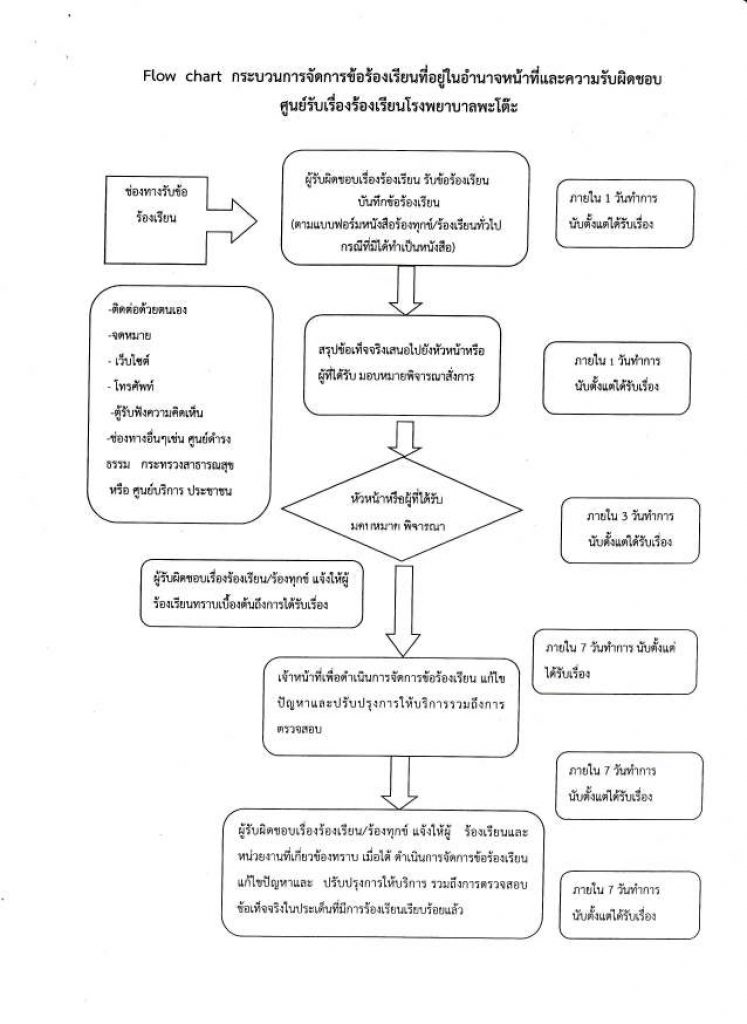 Flow chart กระบวนการจัดการข้อร้องเรียนที่อยู่ในอำนาจหน้าที่และความรับผิดชอบ
ศูนย์รับเรื่องร้องเรียนโรงพยาบาลพะโต๊ะ
ช่องทางรับข้อ
ร้องเรียน
ผู้รับผิดชอบเรื่องร้องเรียน รับข้อร้องเรียน
บันทึกข้อร้องเรียน
(ตามแบบฟอร์มหนังสือร้องทุกข์/ร้องเรียนทั่วไป
กรณีที่มิได้ทำเป็นหนังสือ)
ภายใน 1 วันทำการ
นับตั้งแต่ได้รับเรื่อง
-ติดต่อด้วยตนเอง
-จดหมาย
- เว็บไซต์
- โทรศัพท์
-ตู้รับฟังความคิดเห็น
-ช่องทางอื่นๆเช่น ศูนย์ดำรง
ธรรม กระทรวงสาธารณสุข
หรือ ศูนย์บริการ ประชาชน
สรุปข้อเท็จจริงเสนอไปยังหัวหน้าหรือ
ผู้ที่ได้รับ มอบหมายพิจารณาสั่งการ
ภายใน 1 วันทำการ
นับตั้งแต่ได้รับเรื่อง
หัวหน้าหรือผู้ที่ได้รับ
มอบหมาย พิจารณา
ภายใน 3 วันทำการ
นับตั้งแต่ได้รับเรื่อง
ผู้รับผิดชอบเรื่องร้องเรียน/ร้องทุกข์ แจ้งให้ผู้
ร้องเรียนทราบเบื้องต้นถึงการได้รับเรื่อง
ภายใน 7 วันทำการ นับตั้งแต่
ได้รับเรื่อง
เจ้าหน้าที่เพื่อดำเนินการจัดการข้อร้องเรียน แก้ไข
ปัญหาและปรับปรุงการให้บริการรวมถึงการ
ตรวจสอบ
ภายใน 7 วันทำการ
นับตั้งแต่ได้รับเรื่อง
ผู้รับผิดชอบเรื่องร้องเรียน/ร้องทุกข์ แจ้งให้ผู้ ร้องเรียนและ
หน่วยงานที่เกี่ยวข้องทราบ เมื่อได้ ดำเนินการจัดการข้อร้องเรียน
แก้ไขปัญหาและ ปรับปรุงการให้บริการ รวมถึงการตรวจสอบ
ข้อเท็จจริงในประเด็นที่มีการร้องเรียนเรียบร้อยแล้ว
ภายใน 7 วันทำการ
นับตั้งแต่ได้รับเรื่อง